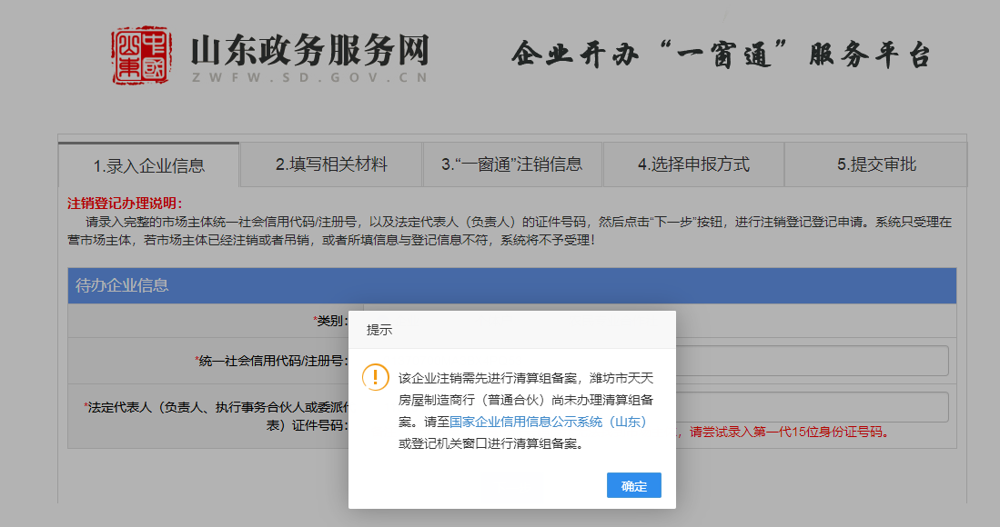 山东政务服务网
ZWFW.SD.GOV.CN
企业开办“一窗通”服务平台
1.录入企业信息
2.填写相关材料
3.“一窗通”注销信息
4.选择申报方式
5.提交审批
注销登记办理说明：
请录入完整的市场主体统一社会信用代码/注册号，以及法定代表人（负责人）的证件号码，然后点击“下一步”按钮，进行注销登记登记申请。系统只受理在
营市场主体，若市场主体已经注销或者吊销，或者所填信息与登记信息不符，系统将不予受理！
待办企业信息
*类别：
*统一社会信用代码/注册号：
*法定代表人（负责人、执行事务合伙人或委派代
表）证件号码：
，请尝试录入第一代15位身份证号码。
提示
该企业注销需先进行清算组备案，潍坊市天天
房屋制造商行（普通合伙）尚未办理清算组备
案。请至国家企业信用信息公示系统（山东）
或登记机关窗口进行清算组备案。
确定